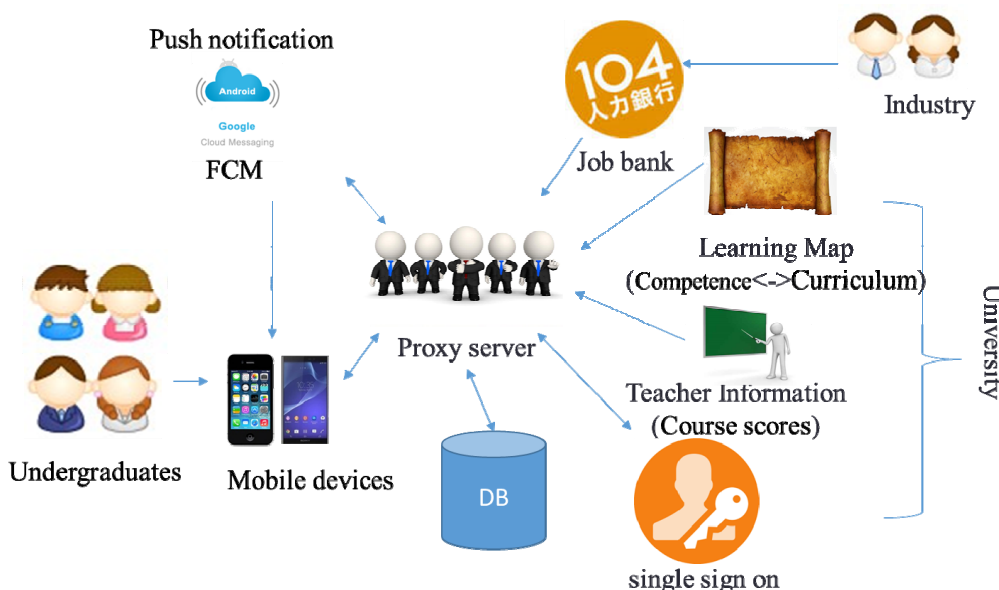 Push notification
Android
Google
Cloud Messaging
FCM
104
人力銀行
Job bank
Industry
Learning Map
(Competence<->Curriculum)
University
Proxy server
Teacher Information
(Course scores)
Undergraduates
Mobile devices
DB
single sign on